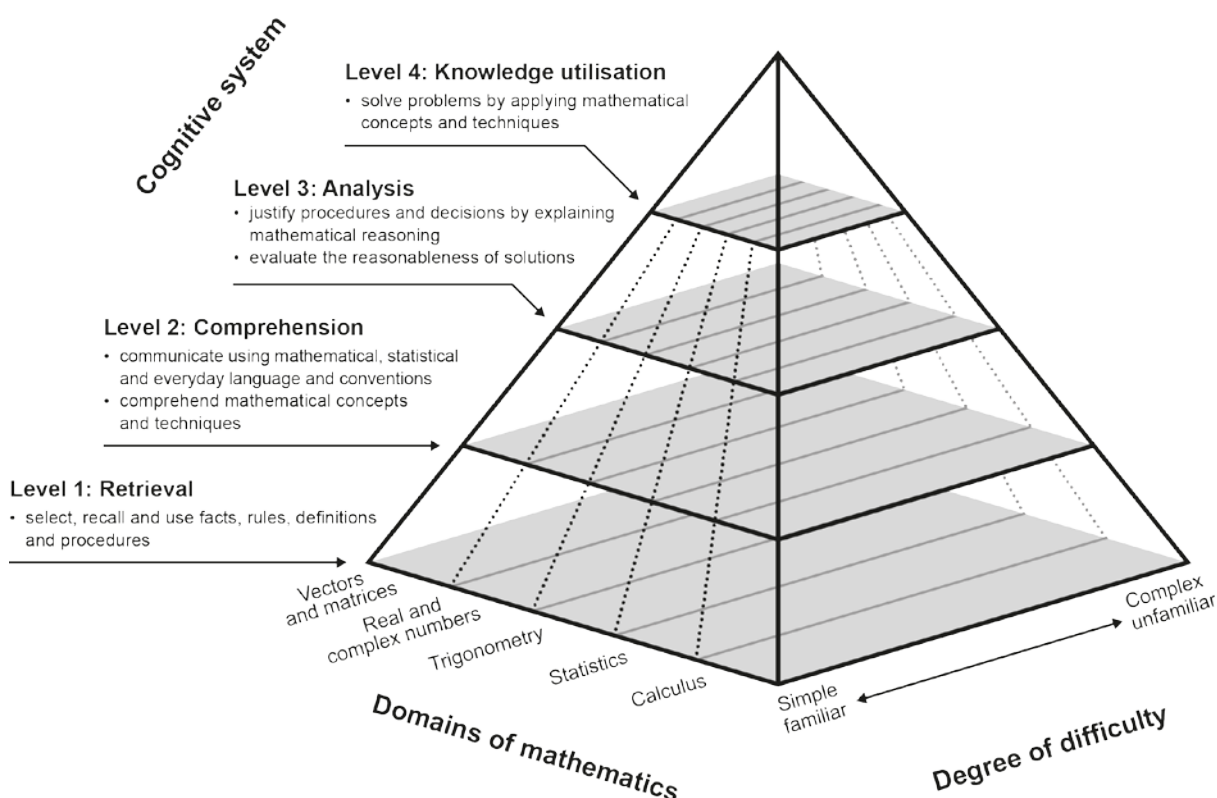 Cognitive system
Level 4: Knowledge utilisation
• solve problems by applying mathematical
concepts and techniques
Level 3: Analysis
• justify procedures and decisions by explaining
mathematical reasoning
• evaluate the reasonableness of solutions
Level 2: Comprehension
• communicate using mathematical, statistical
and everyday language and conventions
• comprehend mathematical concepts
and techniques
Level 1: Retrieval
• select, recall and use facts, rules, definitions
and procedures
Vectors
and matrices
Real and
complex numbers
Trigonometry
Statistics
Calculus
Simple
familiar
Complex
unfamiliar
Domains of mathematics
Degree of difficulty